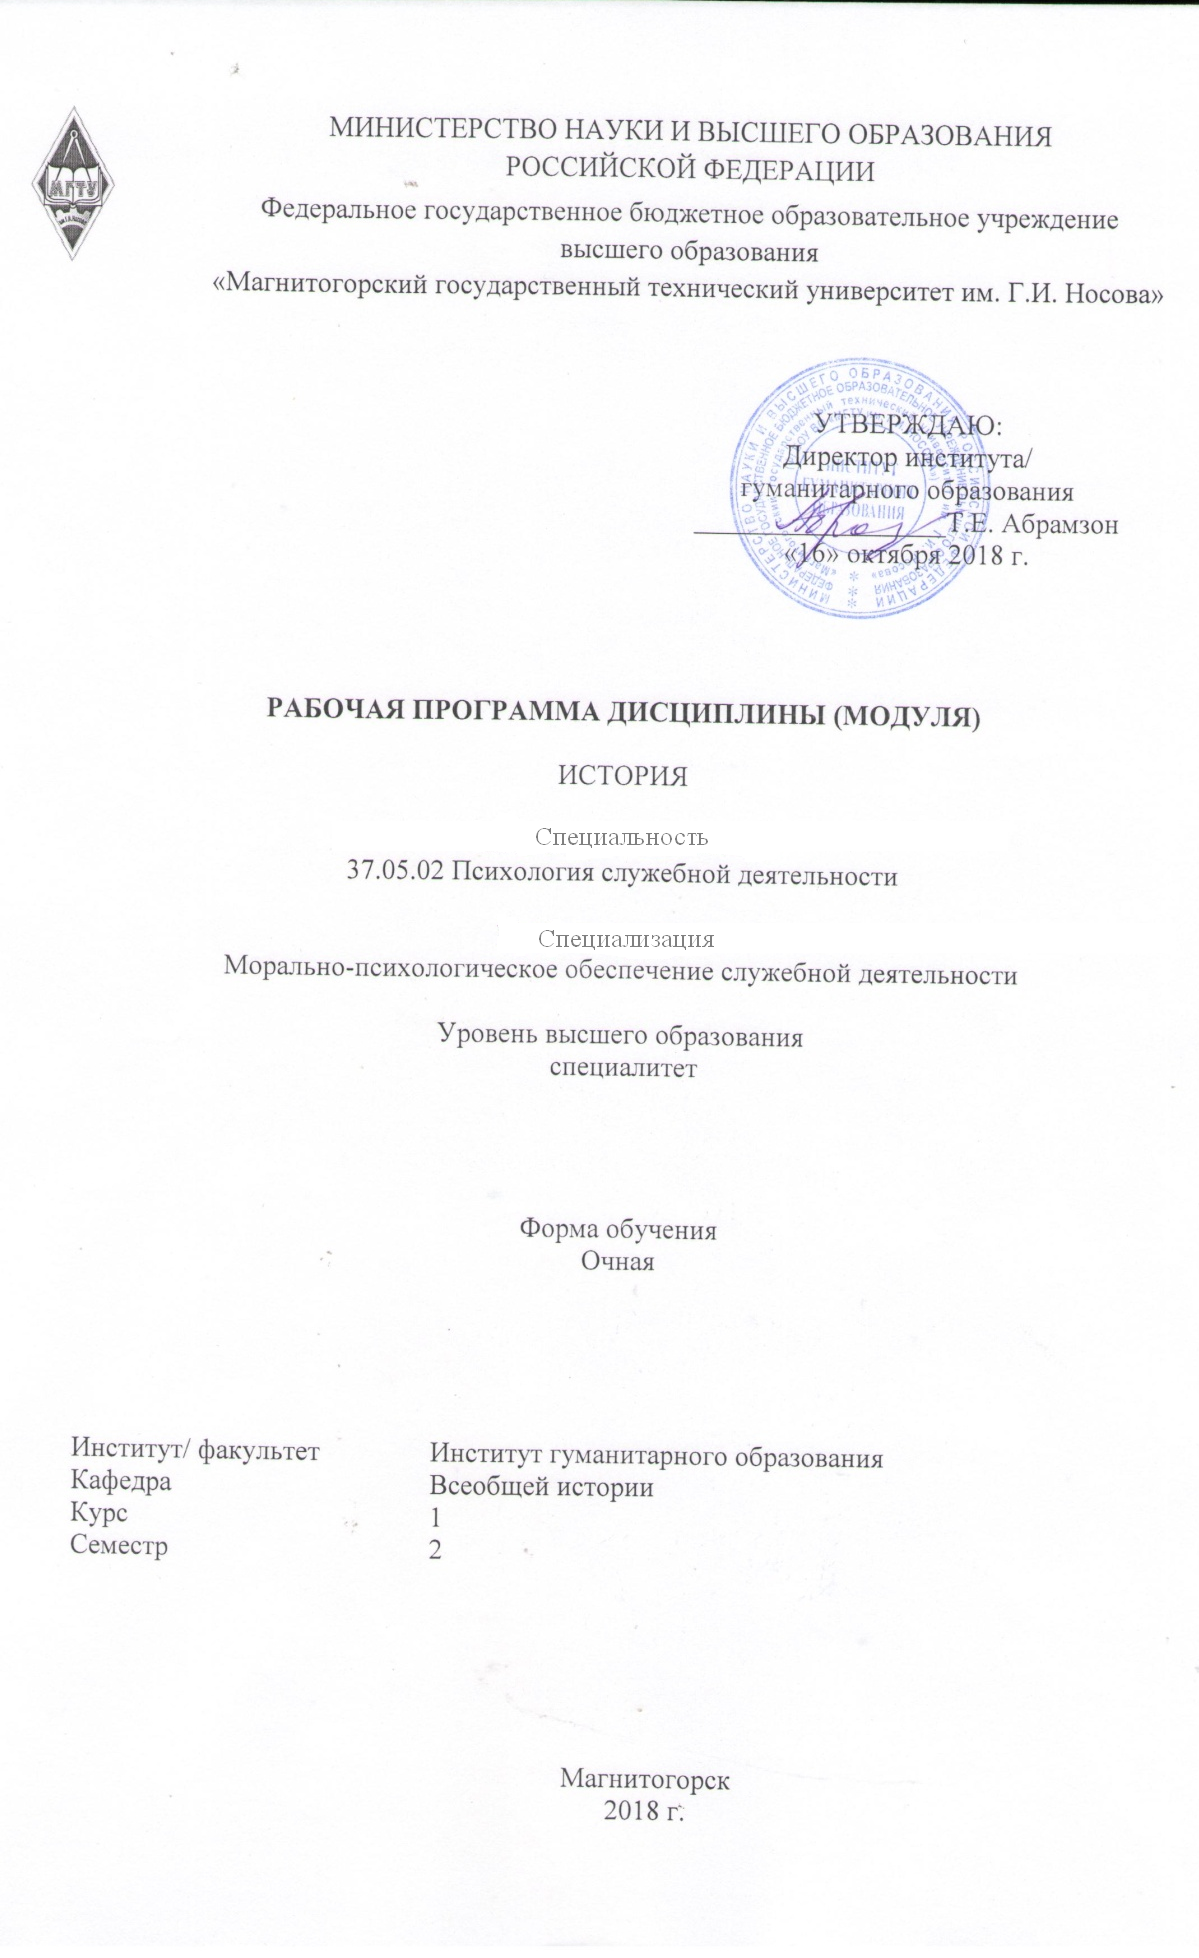 МГТУ
МИНИСТЕРСТВО НАУКИ И ВЫСШЕГО ОБРАЗОВАНИЯ
РОССИЙСКОЙ ФЕДЕРАЦИИ
Федеральное государственное бюджетное образовательное учреждение
высшего образования
«Магнитогорский государственный технический университет им. Г.И. Носова»
УТВЕРЖДАЮ:
Директор института/
гуманитарного образования
Т.Е. Абрамзон
«16» октября 2018 г.
РАБОЧАЯ ПРОГРАММА ДИСЦИПЛИНЫ (МОДУЛЯ)
ИСТОРИЯ
Специальность
37.05.02 Психология служебной деятельности
Специализация
Морально-психологическое обеспечение служебной деятельности
Уровень высшего образования
специалитет
Форма обучения
Очная
Институт/ факультет Институт гуманитарного образования
Кафедра Всеобщей истории
Курс 1
Семестр 2
Магнитогорск
2018 г.